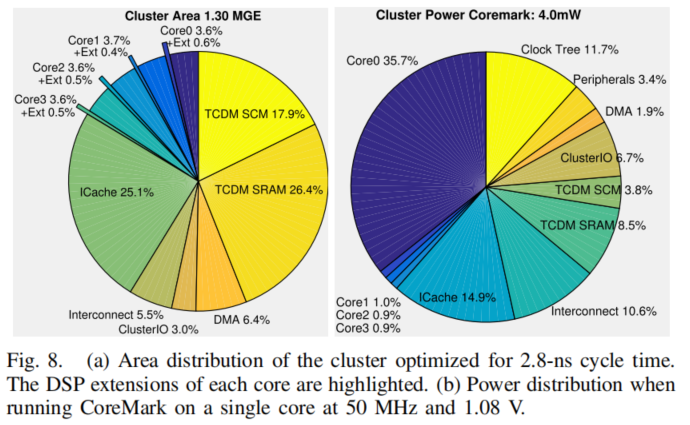 Cluster Area 1.30 MGE
Core0 3.6%
+Ext 0.6%
Core1 3.7%
+Ext 0.4%
Core2 3.6%
+Ext 0.5%
Core3 3.6%
+Ext 0.5%
TCDM SCM 17.9%
TCDM SRAM 26.4%
ICache 25.1%
Interconnect 5.5%
ClusterIO 3.0%
DMA 6.4%
Cluster Power Coremark: 4.0mW
Core0 35.7%
Clock Tree 11.7%
Peripherals 3.4%
DMA 1.9%
ClusterIO 6.7%
TCDM SCM 3.8%
TCDM SRAM 8.5%
Interconnect 10.6%
ICache 14.9%
Core1 1.0%
Core2 0.9%
Core3 0.9%
Fig. 8. (a) Area distribution of the cluster optimized for 2.8-ns cycle time.
The DSP extensions of each core are highlighted. (b) Power distribution when
running CoreMark on a single core at 50 MHz and 1.08 V.